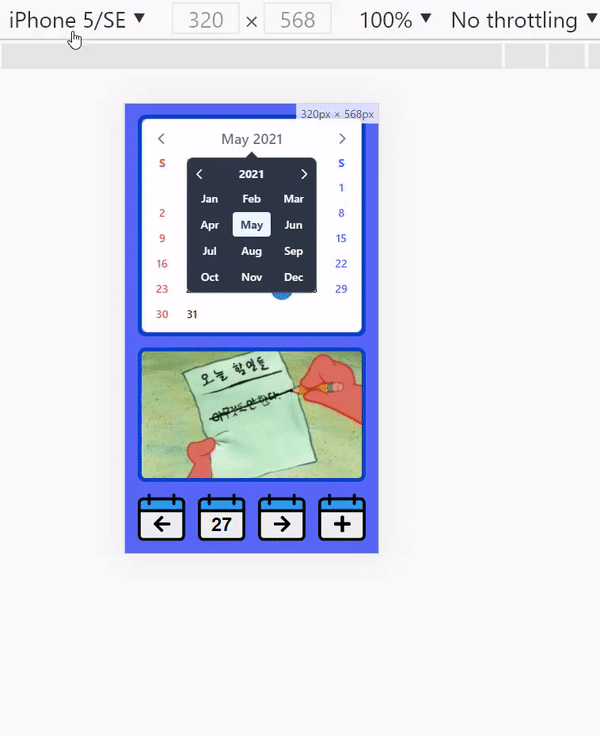 iPhone 5/SE ▼ 320 × 568 100% ▼ No throttling ▼
320px × 568px
May 2021
S S
2021
1
Jan Feb Mar
2 8
Apr May Jun
9 15
Jul Aug Sep
16 22
Oct Nov Dec
23 29
30 31
오늘 할일들
아무것도 안 한다.
27